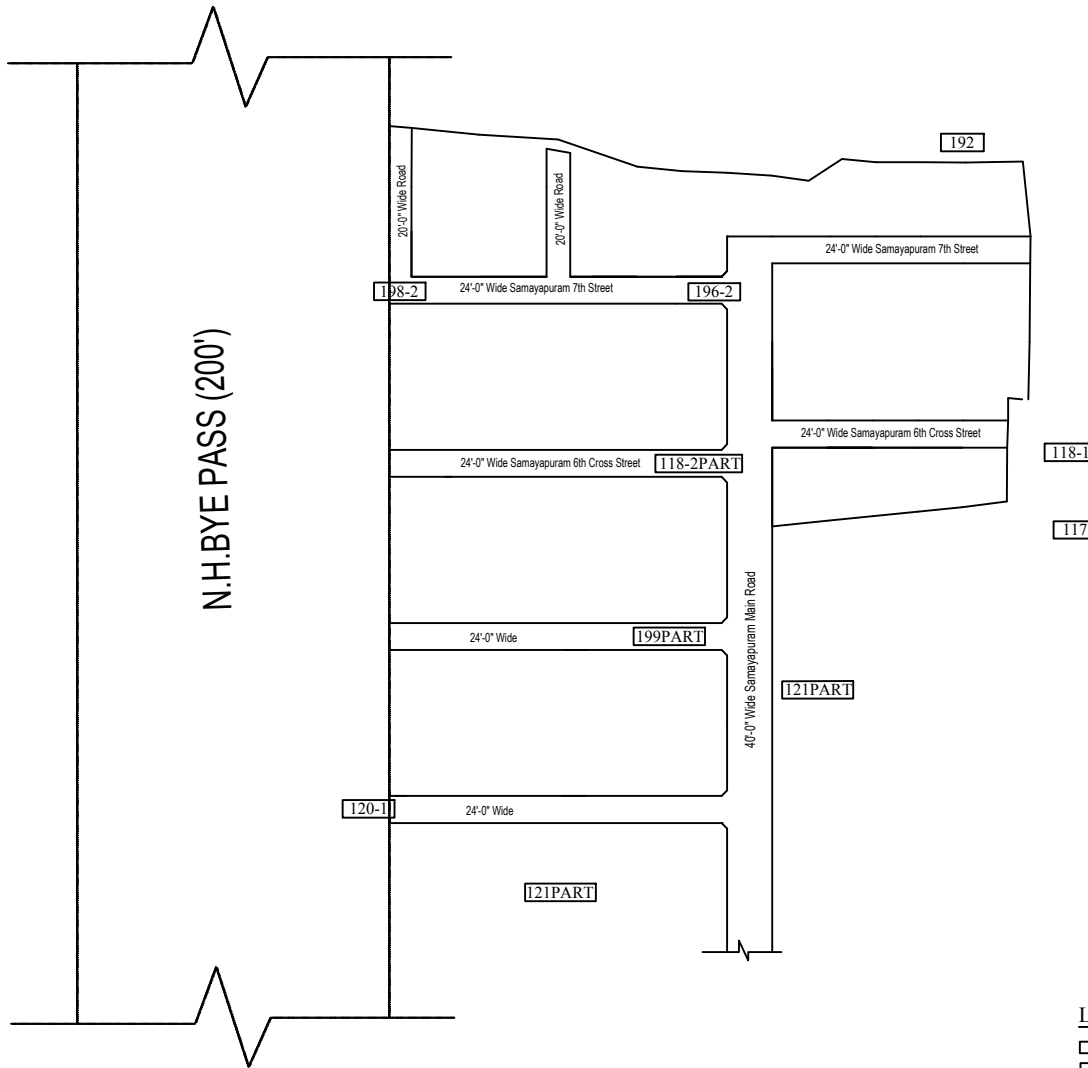 192
20'-0" Wide Road
20'-0" Wide Road
24'-0" Wide Samayapuram 7th Street
198-2
24'-0" Wide Samayapuram 7th Street
196-2
N.H.BYE PASS (200')
24'-0" Wide Samayapuram 6th Cross Street
118-1
24'-0" Wide Samayapuram 6th Cross Street
118-2PART
117
40'-0" Wide Samayapuram Main Road
24'-0" Wide
199PART
121PART
120-1
24'-0" Wide
121PART
L